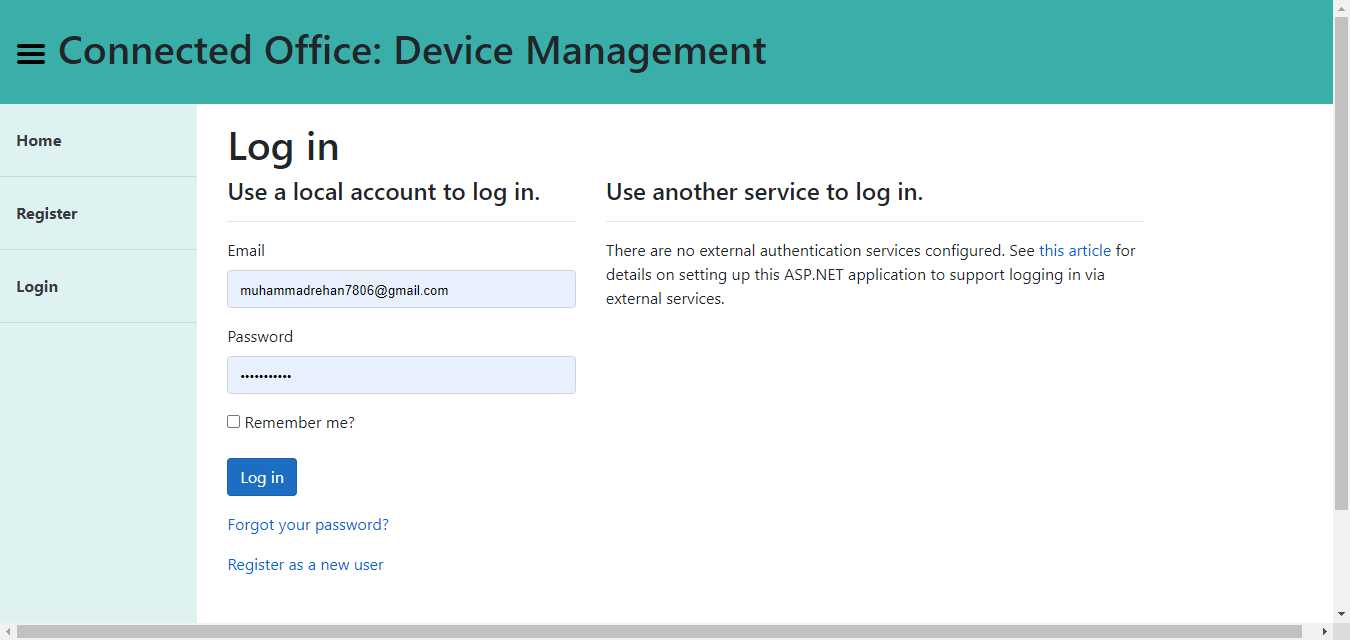 Connected Office: Device Management
Home
Register
Login
Log in
Use a local account to log in.
Email
muhammadrehan7806@gmail.com
Password
•••••••••••
Remember me?
Log in
Forgot your password?
Register as a new user
Use another service to log in.
There are no external authentication services configured. See this article for
details on setting up this ASP.NET application to support logging in via
external services.